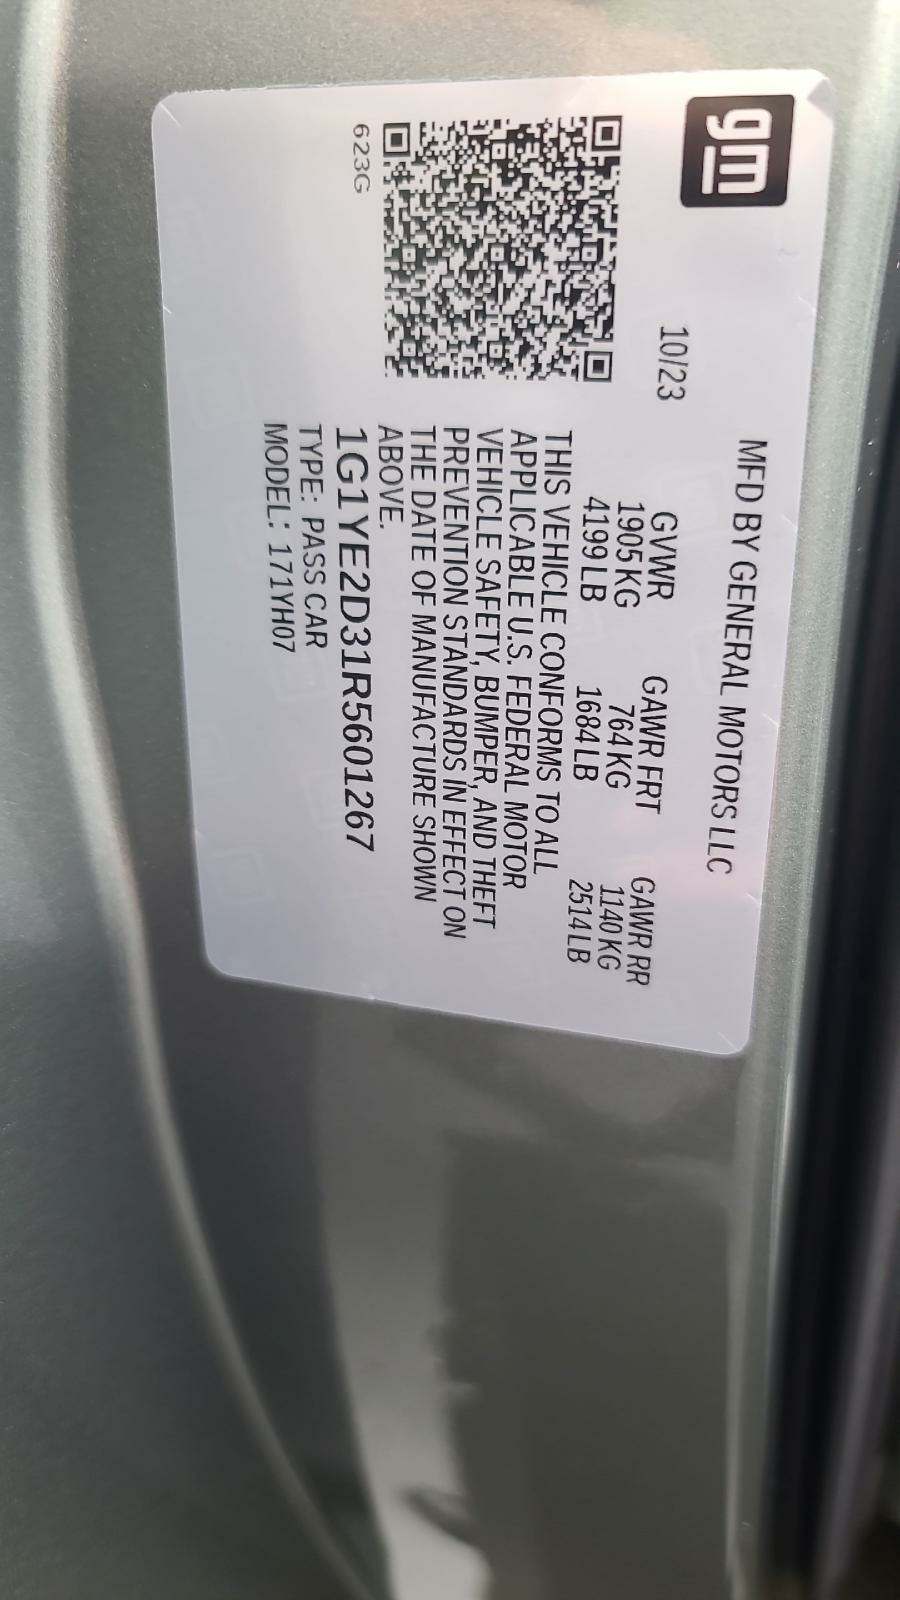 gm
MFD BY GENERAL MOTORS LLC
10/23
GVWR GAWR FRT GAWR RR
1905 KG 764 KG 1140 KG
4199 LB 1684 LB 2514 LB
THIS VEHICLE CONFORMS TO ALL
APPLICABLE U.S. FEDERAL MOTOR
VEHICLE SAFETY, BUMPER, AND THEFT
PREVENTION STANDARDS IN EFFECT ON
THE DATE OF MANUFACTURE SHOWN
ABOVE.
1G1YE2D31R5601267
TYPE: PASS CAR
MODEL: 171YH07
623G